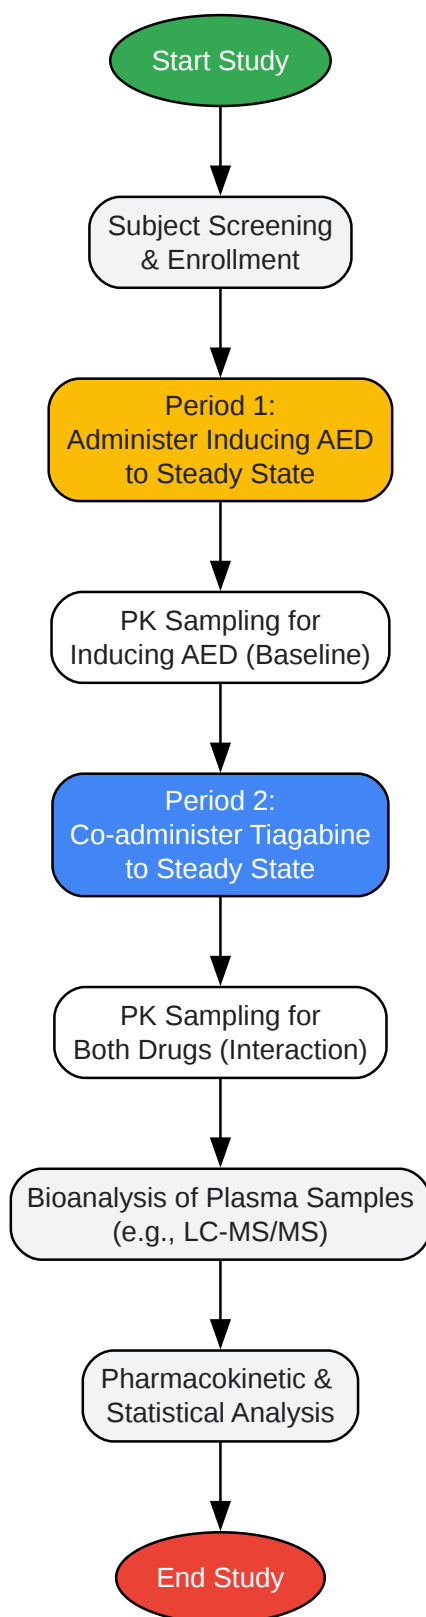 Start Study
Subject Screening
& Enrollment
Period 1:
Administer Inducing AED
to Steady State
PK Sampling for
Inducing AED (Baseline)
Period 2:
Co-administer Tiagabine
to Steady State
PK Sampling for
Both Drugs (Interaction)
Bioanalysis of Plasma Samples
(e.g., LC-MS/MS)
Pharmacokinetic &
Statistical Analysis
End Study